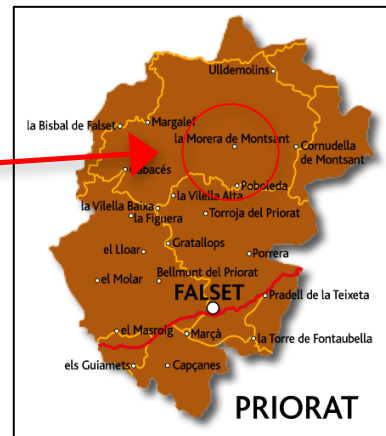 Ulldemolins
la Bisbal de Falset
Margalef
la Morera de Montsant
Cornudella
de Montsant
Cabacés
Poboleda
la Vilella Alta
la Vilella Baixa
la Figuera
Torroja del Priorat
Gratallops
el Lloar
Porrera
el Molar
Bellmunt del Priorat
FALSET
Pradell de la Teixeta
el Masroig
Marçà
la Torre de Fontaubella
els Guiamets
Capçanes
PRIORAT